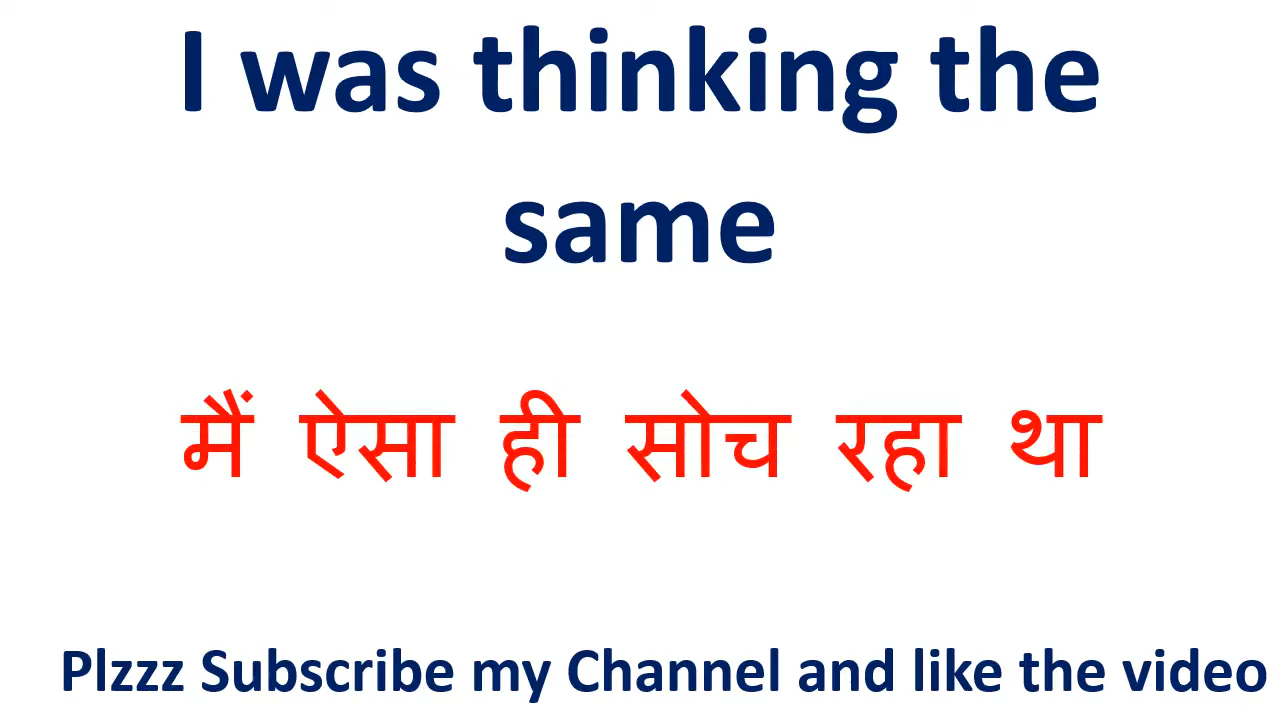 I was thinking the
same
मैं ऐसा ही सोच रहा था
Plzzz Subscribe my Channel and like the video